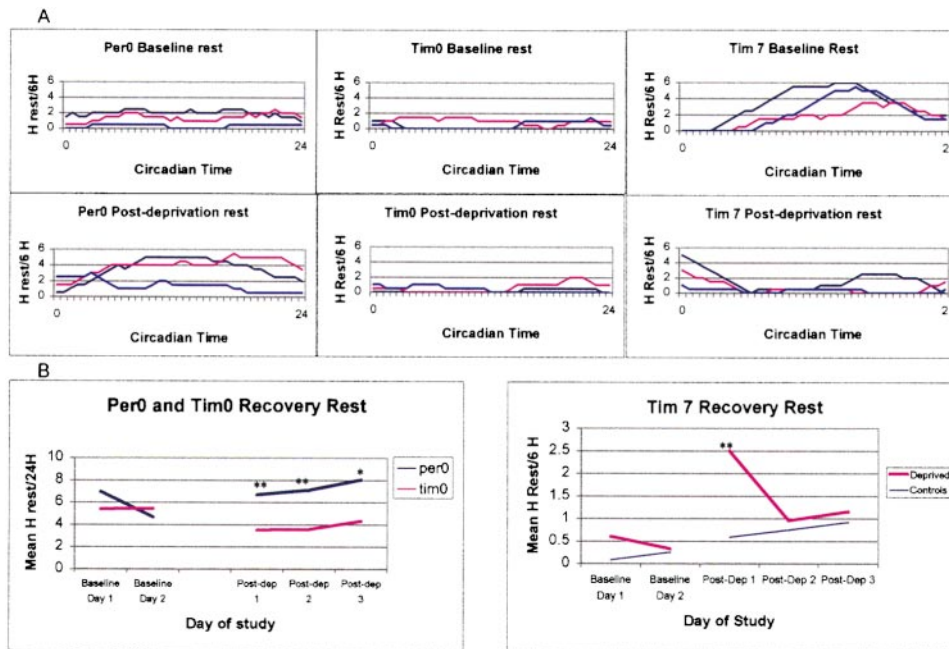 A
Per0 Baseline rest
H rest/6H
6
4
2
0
0
24
Circadian Time
Tim0 Baseline rest
H Rest/6 H
6
4
2
0
0
24
Circadian Time
Tim 7 Baseline Rest
H Rest/6 H
6
4
2
0
0
2
Circadian Time
Per0 Post-deprivation rest
H rest/6 H
6
4
2
0
0
24
Circadian Time
Tim0 Post-deprivation rest
H Rest/6 H
6
4
2
0
0
24
Circadian Time
Tim 7 Post-deprivation rest
H Rest/6 H
6
4
2
0
0
2
Circadian Time
B
Per0 and Tim0 Recovery Rest
Mean H rest/24H
10
8
6
4
2
0
** ** *
per0
tim0
Baseline Baseline Post-dep Post-dep Post-dep
Day 1 Day 2 1 2 3
Day of study
Tim 7 Recovery Rest
Mean H Rest/6 H
3
2.5
2
1.5
1
0.5
0
**
Deprived
Controls
Baseline Baseline Post-Dep 1 Post-Dep 2 Post-Dep 3
Day 1 Day 2
Day of Study